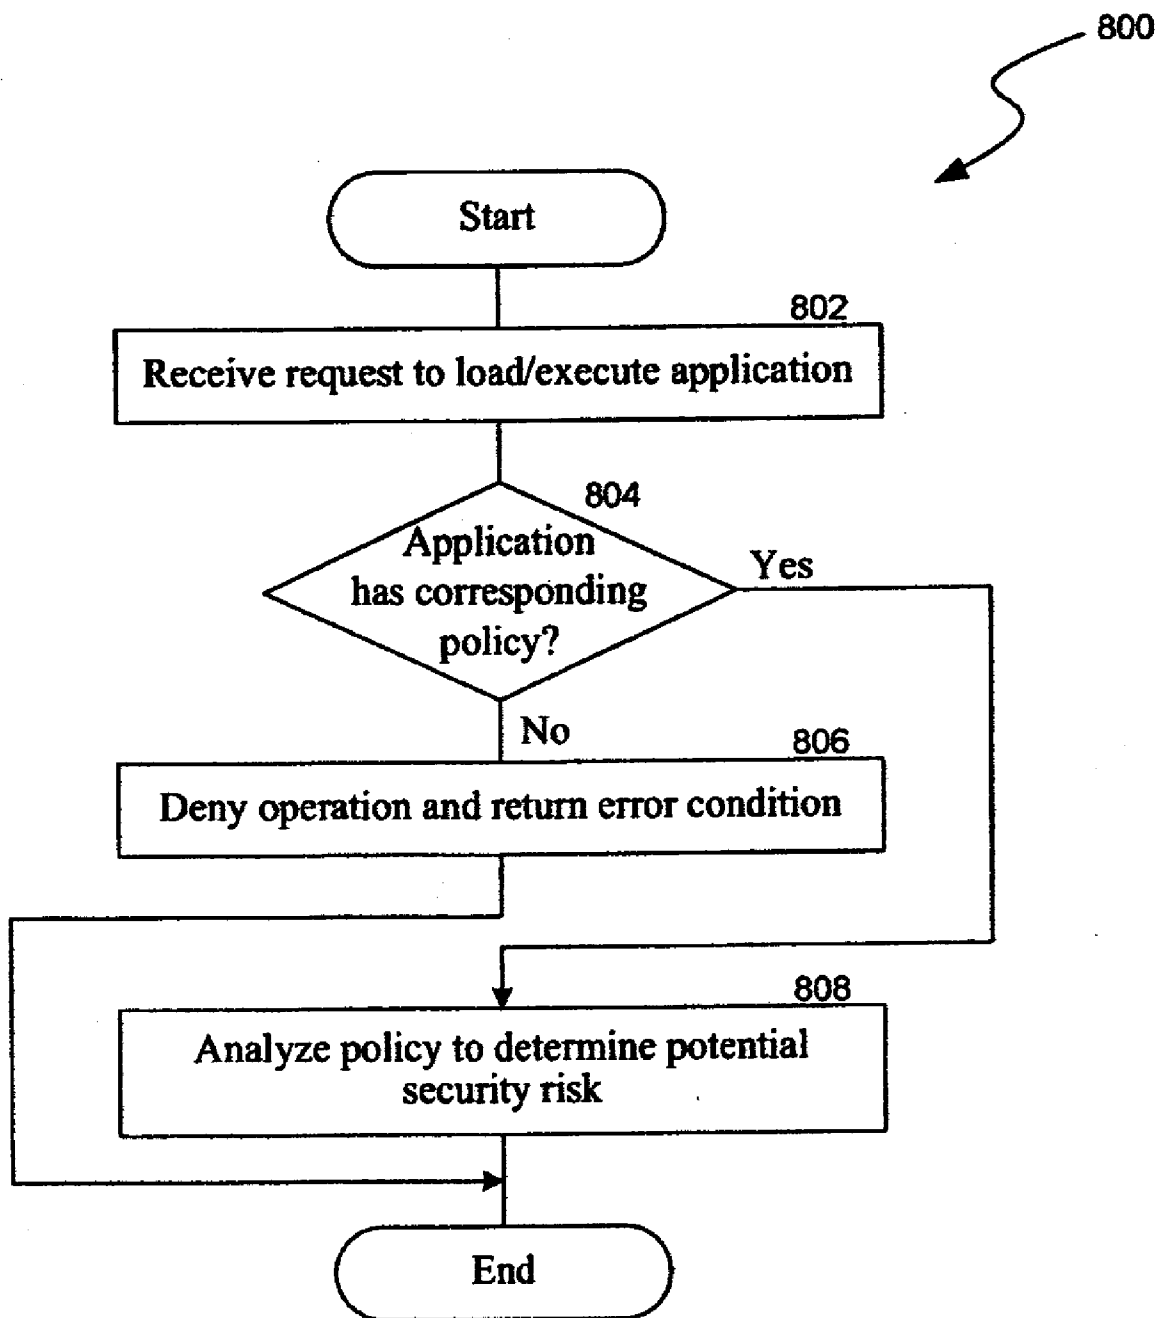 800
Start
802
Receive request to load/execute application
804
Application
has corresponding
policy?
Yes
No
806
Deny operation and return error condition
808
Analyze policy to determine potential
security risk
End